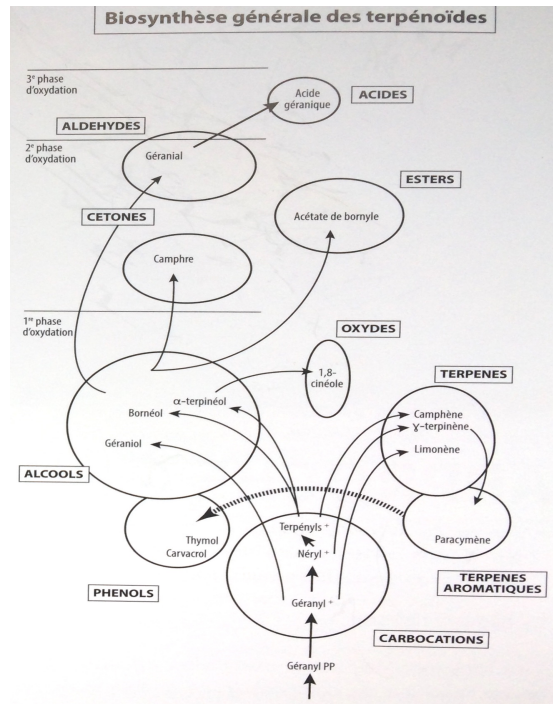 Biosynthèse générale des terpénoïdes
3e phase
d'oxydation
Acide
géranique
ACIDES
ALDEHYDES
2e phase
d'oxydation
Géranial
ESTERS
CETONES
Acétate de bornyle
Camphre
1re phase
d'oxydation
OXYDES
1,8-
cinéole
TERPENES
α-terpinéol
Bornéol
Camphène
Ɣ-terpinène
Géraniol
Limonène
ALCOOLS
Terpényls +
Thymol
Carvacrol
Néryl +
Paracymène
PHENOLS
TERPENES
AROMATIQUES
Géranyl +
CARBOCATIONS
Géranyl PP